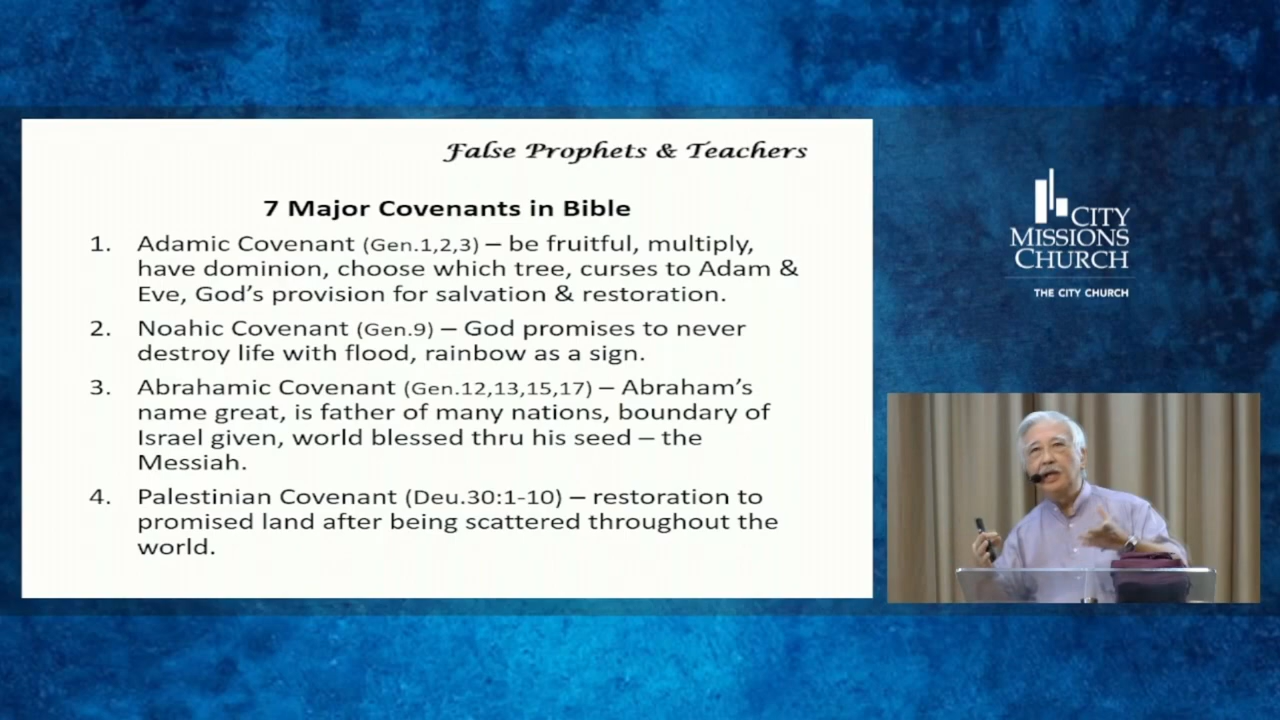 False Prophets & Teachers
7 Major Covenants in Bible
1. Adamic Covenant (Gen.1,2,3) – be fruitful, multiply,
have dominion, choose which tree, curses to Adam &
Eve, God’s provision for salvation & restoration.
2. Noahic Covenant (Gen.9) – God promises to never
destroy life with flood, rainbow as a sign.
3. Abrahamic Covenant (Gen.12,13,15,17) – Abraham’s
name great, is father of many nations, boundary of
Israel given, world blessed thru his seed – the
Messiah.
4. Palestinian Covenant (Deu.30:1-10) – restoration to
promised land after being scattered throughout the
world.
CITY
MISSIONS
CHURCH
THE CITY CHURCH